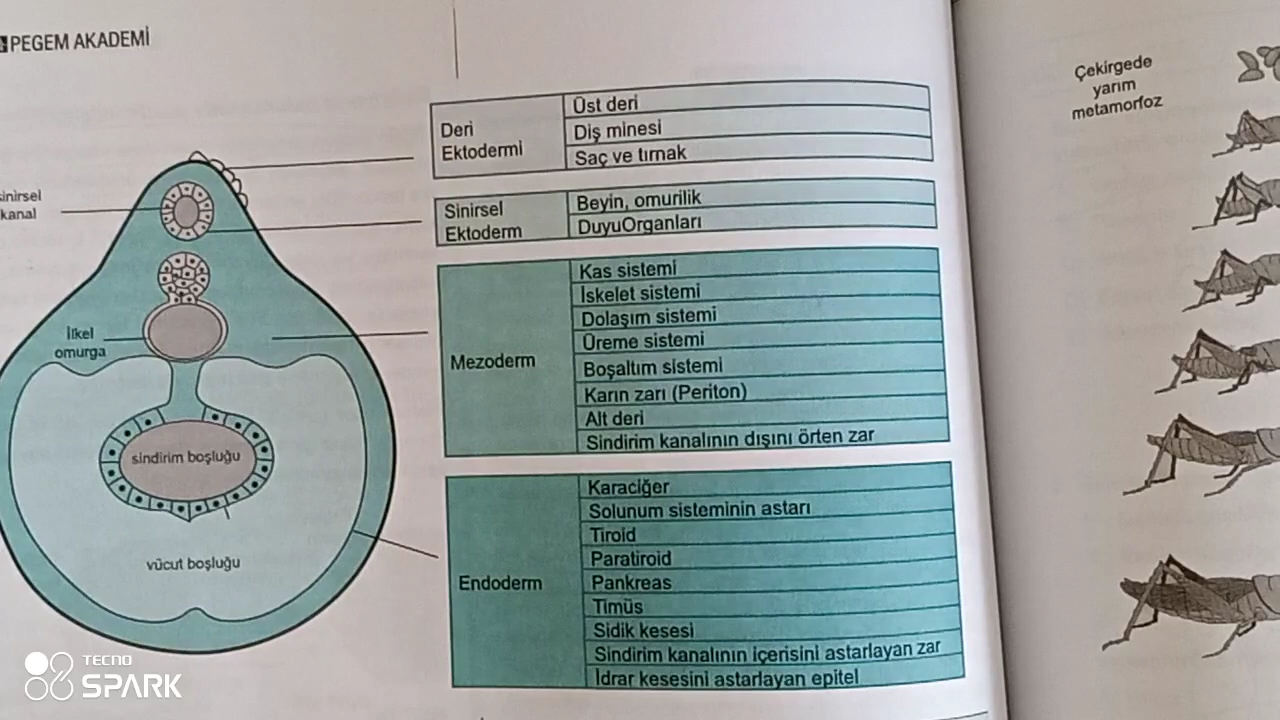 PEGEM AKADEMİ
Deri
Ektodermi
Üst deri
Diş minesi
Saç ve tırnak
sinirsel
kanal
Sinirsel
Ektoderm
Beyin, omurilik
DuyuOrganları
İlkel
omurga
Mezoderm
Kas sistemi
İskelet sistemi
Dolaşım sistemi
Üreme sistemi
Boşaltım sistemi
Karın zarı (Periton)
Alt deri
Sindirim kanalının dışını örten zar
sindirim boşluğu
vücut boşluğu
Endoderm
Karaciğer
Solunum sisteminin astarı
Tiroid
Paratiroid
Pankreas
Timüs
Sidik kesesi
Sindirim kanalının içerisini astarlayan zar
İdrar kesesini astarlayan epitel
Çekirgede
yarım
metamorfoz
TECNO
SPARK